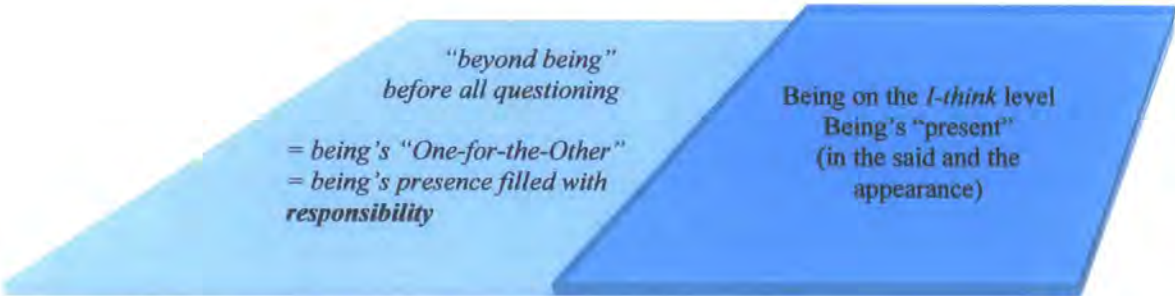 “beyond being”
before all questioning
= being’s “One-for-the-Other”
= being’s presence filled with
responsibility
Being on the I-think level
Being’s “present”
(in the said and the
appearance)